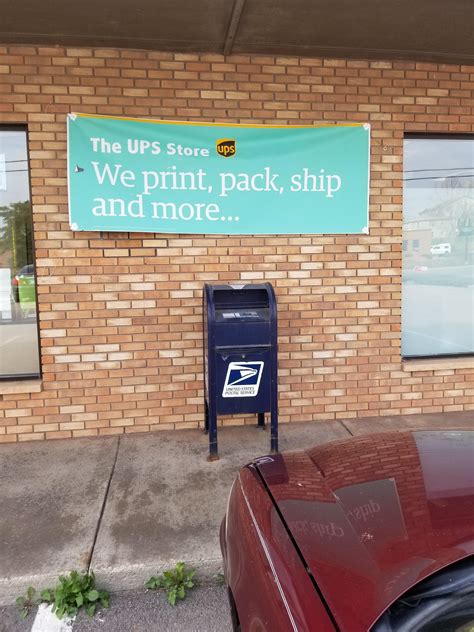 The UPS Store ups
We print, pack, ship
and more...
UNITED STATES
POSTAL SERVICE